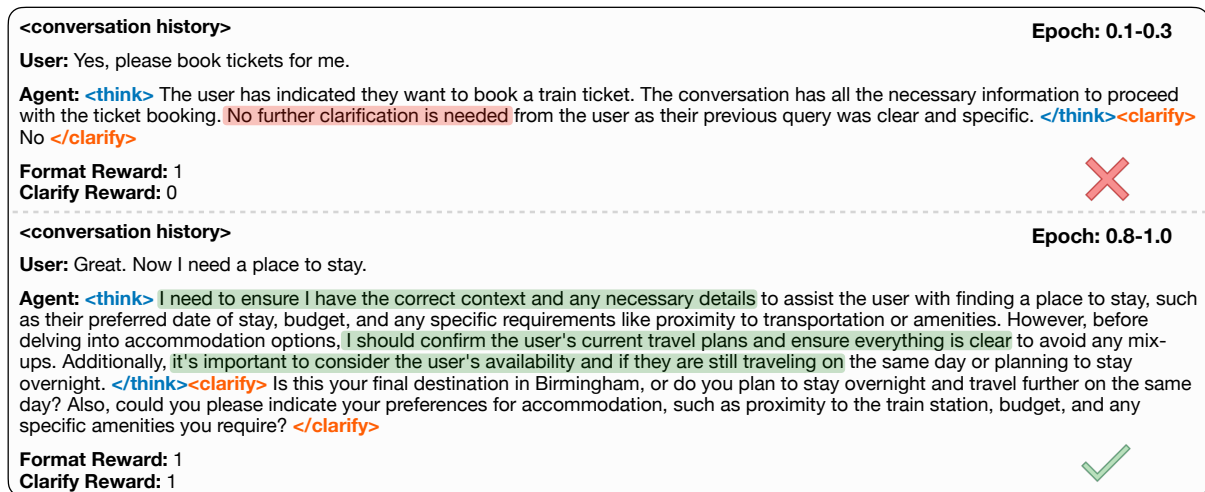 <conversation history>
Epoch: 0.1-0.3
User: Yes, please book tickets for me.
Agent: <think> The user has indicated they want to book a train ticket. The conversation has all the necessary information to proceed
with the ticket booking. No further clarification is needed from the user as their previous query was clear and specific. </think><clarify>
No </clarify>
Format Reward: 1
Clarify Reward: 0
<conversation history>
Epoch: 0.8-1.0
User: Great. Now I need a place to stay.
Agent: <think> I need to ensure I have the correct context and any necessary details to assist the user with finding a place to stay, such
as their preferred date of stay, budget, and any specific requirements like proximity to transportation or amenities. However, before
delving into accommodation options, I should confirm the user's current travel plans and ensure everything is clear to avoid any mix-
ups. Additionally, it's important to consider the user's availability and if they are still traveling on the same day or planning to stay
overnight. </think><clarify> Is this your final destination in Birmingham, or do you plan to stay overnight and travel further on the same
day? Also, could you please indicate your preferences for accommodation, such as proximity to the train station, budget, and any
specific amenities you require? </clarify>
Format Reward: 1
Clarify Reward: 1